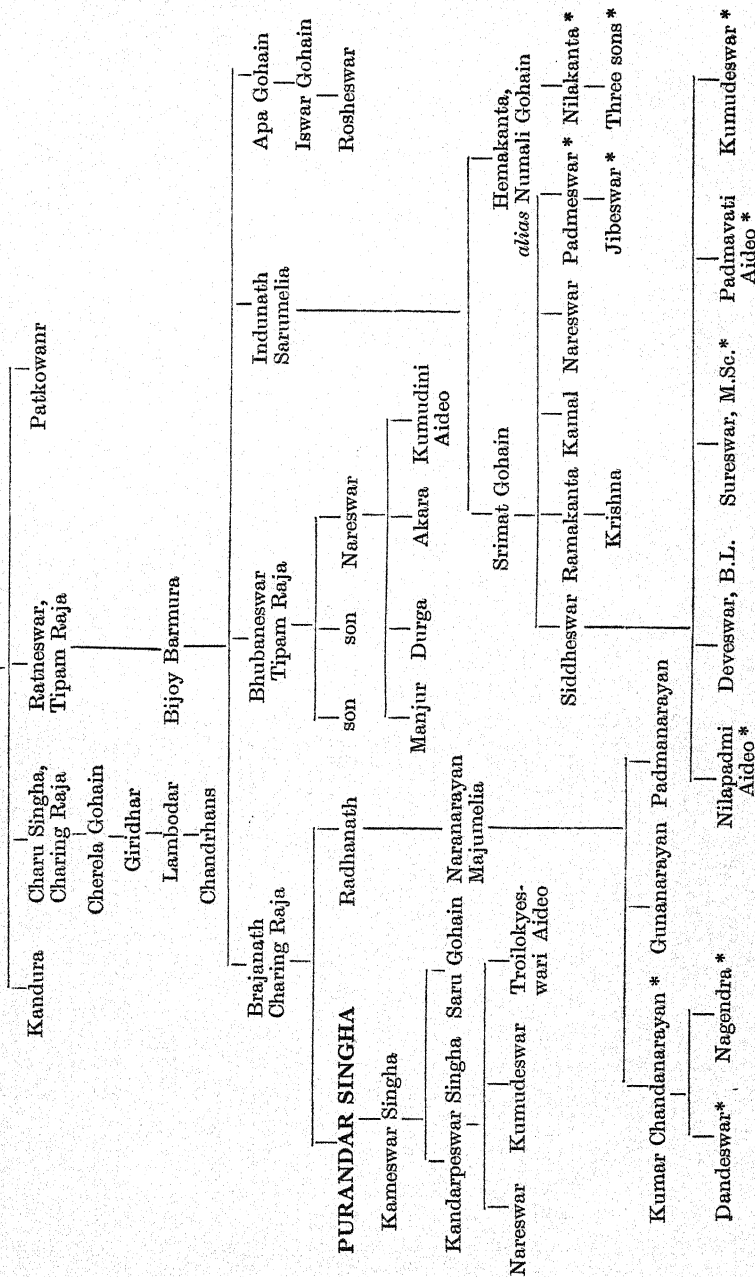 Kandura Charu Singha, Ratneswar, Patkowanr
Charing Raja Tipam Raja
Cherela Gohain
Giridhar
Lambodar Bijoy Barmura
Chandrhans
Brajanath Bhubaneswar Indunath Apa Gohain
Charing Raja Tipam Raja Sarumelia
Iswar Gohain
Rosheswar
PURANDAR SINGHA Radhanath son son Nareswar
Kameswar Singha
Manjur Durga Akara Kumudini
Aideo
Kandarpeswar Singha Saru Gohain Naranarayan
Majumelia
Srimat Gohain Hemakanta,
alias Numali Gohain
Nareswar Kumudeswar Troilokyes-
wari Aideo
Siddheswar Ramakanta Kamal Nareswar Padmeswar* Nilakanta*
Krishna Jibeswar* Three sons*
Kumar Chandanarayan* Gunanarayan Padmanarayan
Dandeswar* Nagendra*
Nilapadmi Deveswar, B.L. Sureswar, M.Sc.* Padmavati Kumudeswar*
Aideo* Aideo*